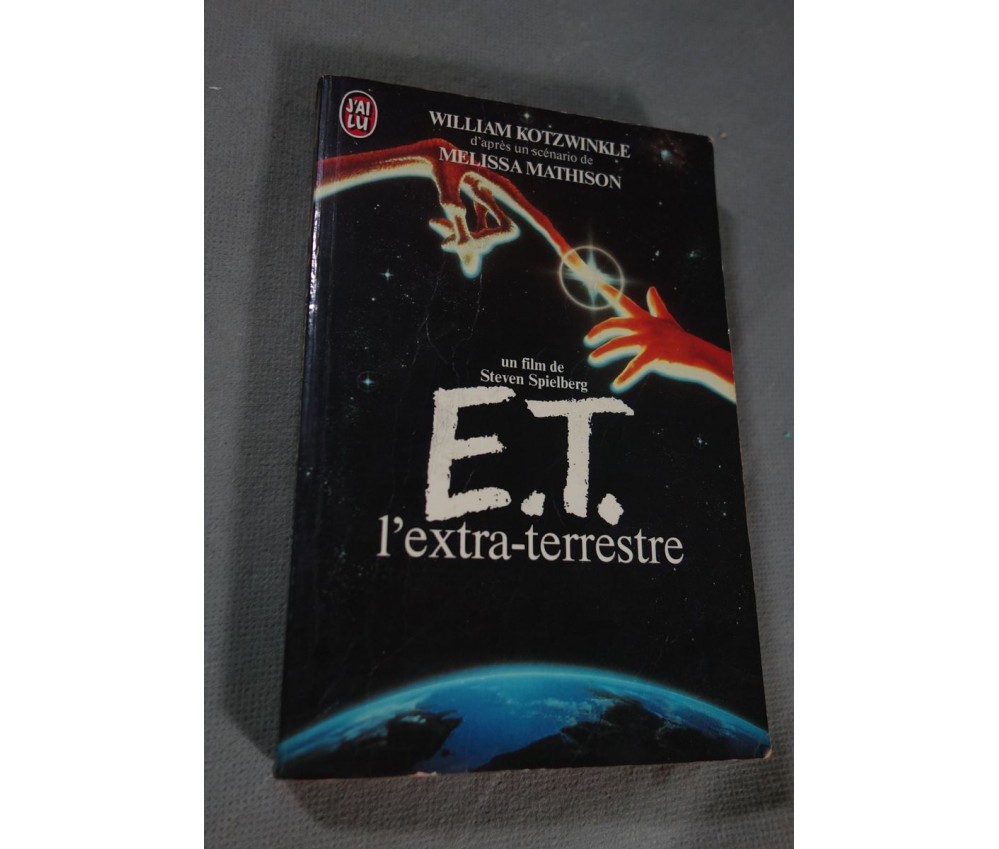 J'AI
LU
WILLIAM KOTZWINKLE
d'après un scénario de
MELISSA MATHISON
un film de
Steven Spielberg
E.T.
l'extra-terrestre